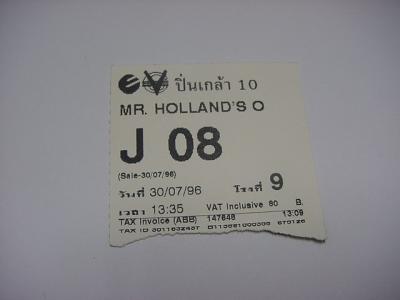 ปิ่นเกล้า 10
MR. HOLLAND'S O
J 08
(Sale-30/07/96)
วันที่ 30/07/96 โรงที่ 9
เวลา 13:35 VAT Inclusive 80 B.
TAX Invoice (ABB) 147848 13:09
TAX ID